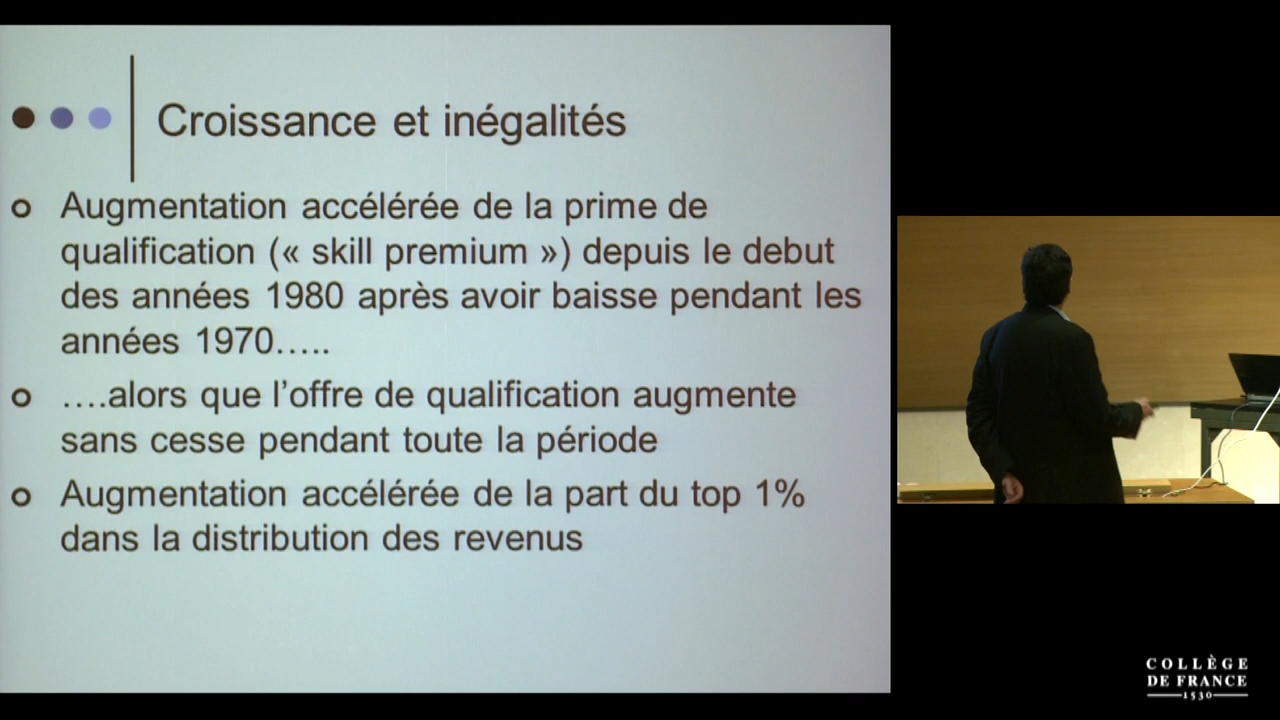 Croissance et inégalités
Augmentation accélérée de la prime de
qualification (« skill premium ») depuis le debut
des années 1980 après avoir baisse pendant les
années 1970…..
….alors que l’offre de qualification augmente
sans cesse pendant toute la période
Augmentation accélérée de la part du top 1%
dans la distribution des revenus
COLLÈGE
DE FRANCE
1530